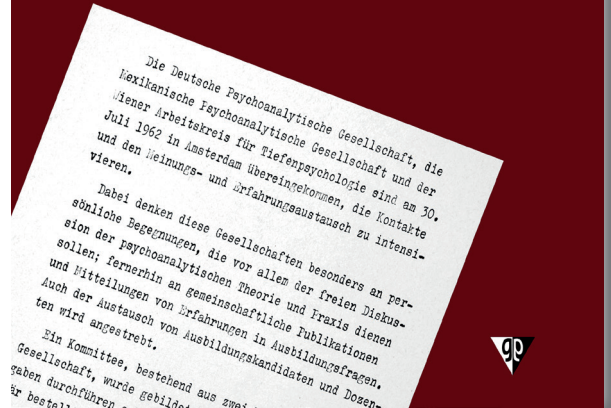 Die Deutsche Psychoanalytische Gesellschaft, die
Mexikanische Psychoanalytische Gesellschaft und der
Wiener Arbeitskreis für Tiefenpsychologie sind am 30.
Juli 1962 in Amsterdam übereingekommen, die Kontakte
und den Meinungs- und Erfahrungsaustausch zu intensi-
vieren.
Dabei denken diese Gesellschaften besonders an per-
sönliche Begegnungen, die vor allem der freien Diskus-
sion der psychoanalytischen Theorie und Praxis dienen
sollen; fernerhin an gemeinschaftliche Publikationen
und Mitteilungen von Erfahrungen in Ausbildungsfragen.
Auch der Austausch von Ausbildungskandidaten und Dozen-
ten wird angestrebt.
Ein Kommittee, bestehend aus zwei
Gesellschaft, wurde
gaben durchführen
gp